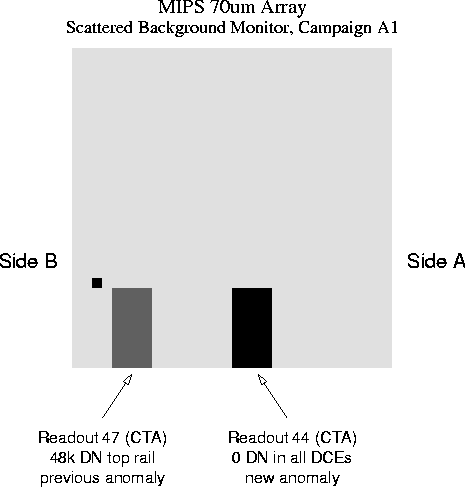 MIPS 70um Array
Scattered Background Monitor, Campaign A1
Side B
Side A
Readout 47 (CTA)
48k DN top rail
previous anomaly
Readout 44 (CTA)
0 DN in all DCEs
new anomaly